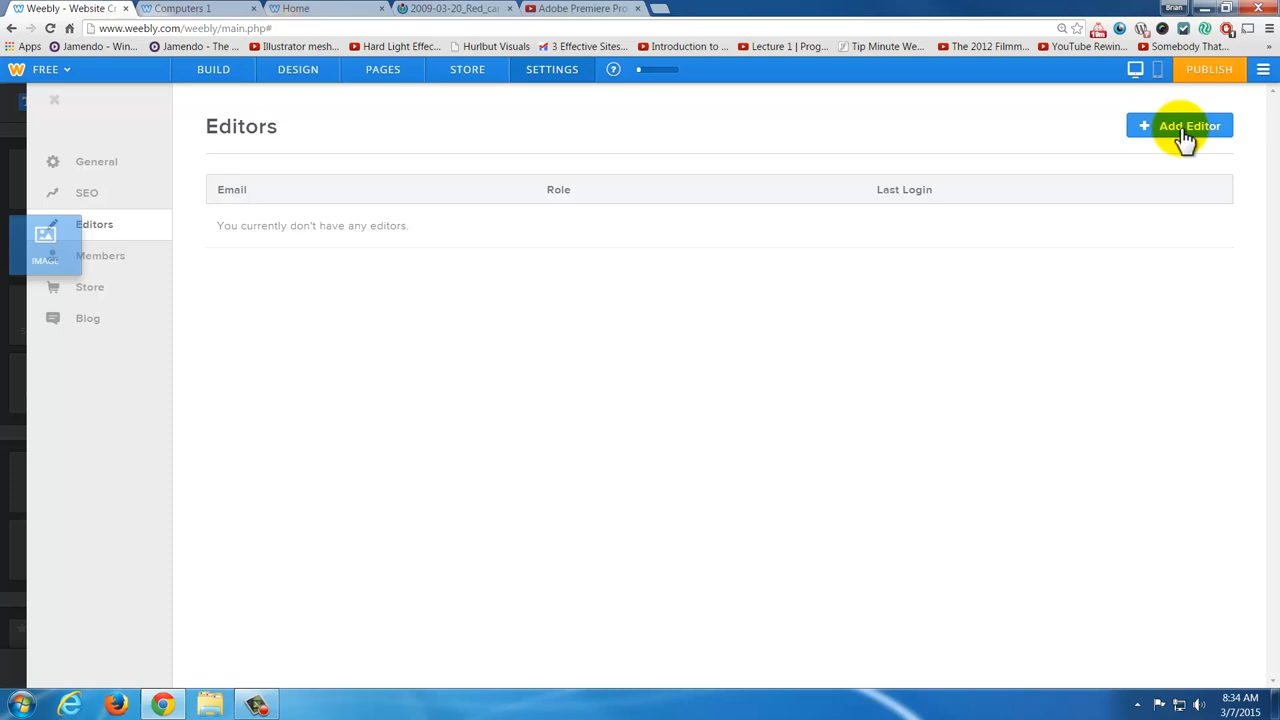 Weebly - Website Cr
Computers 1
Home
2009-03-20_Red_car
Adobe Premiere Pro
Brian
www.weebly.com/weebly/main.php#
Apps
Jamendo - Win...
Jamendo - The ...
Illustrator mesh...
Hard Light Effec...
Hurlbut Visuals
3 Effective Sites...
Introduction to ...
Lecture 1 | Prog...
Tip Minute We...
The 2012 Filmm...
YouTube Rewin...
Somebody That...
FREE
BUILD
DESIGN
PAGES
STORE
SETTINGS
PUBLISH
Editors
+ Add Editor
General
SEO
Editors
Members
Store
Blog
IMAGE
Email
Role
Last Login
You currently don't have any editors.
8:34 AM
3/7/2015